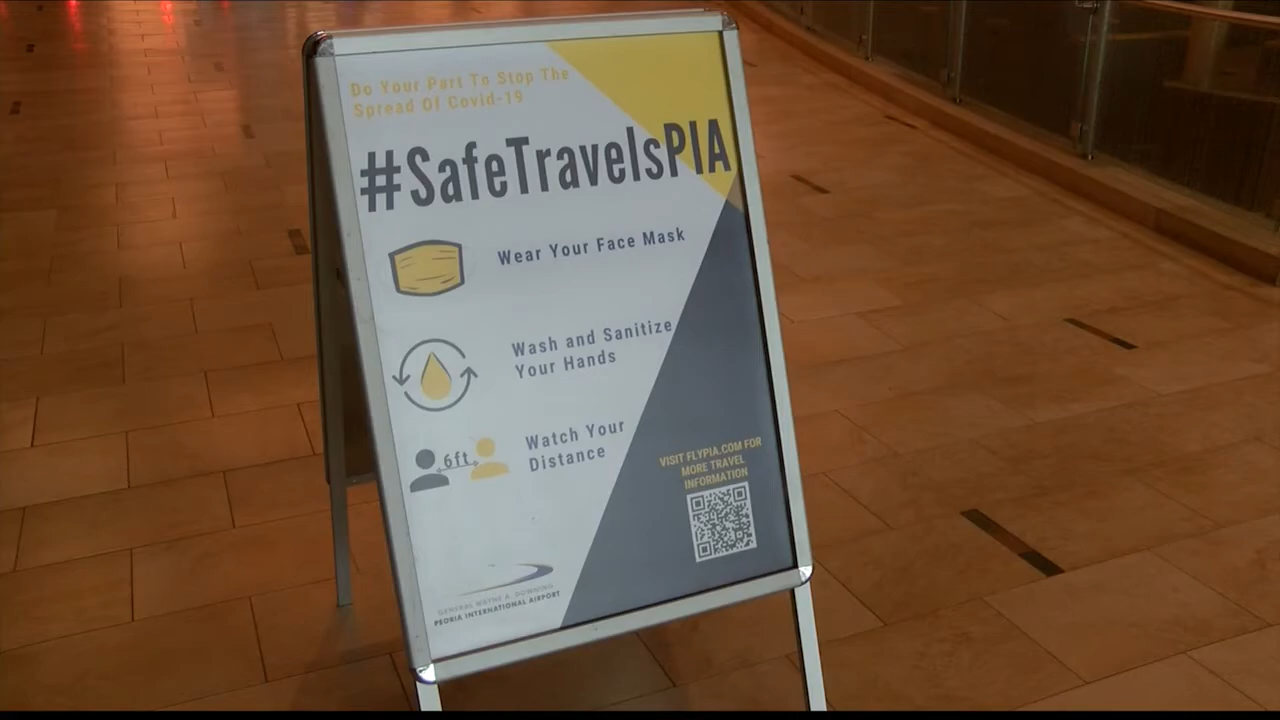 Do Your Part To Stop The
Spread Of Covid-19
#SafeTravelsPIA
Wear Your Face Mask
Wash and Sanitize
Your Hands
6ft
Watch Your
Distance
VISIT FLYPIA.COM FOR
MORE TRAVEL
INFORMATION
GENERAL WAYNE A. DOWNING
PEORIA INTERNATIONAL AIRPORT